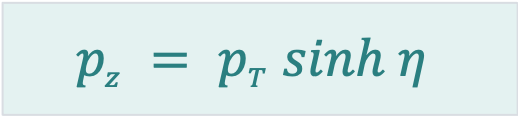 p_z = p_T sinh η